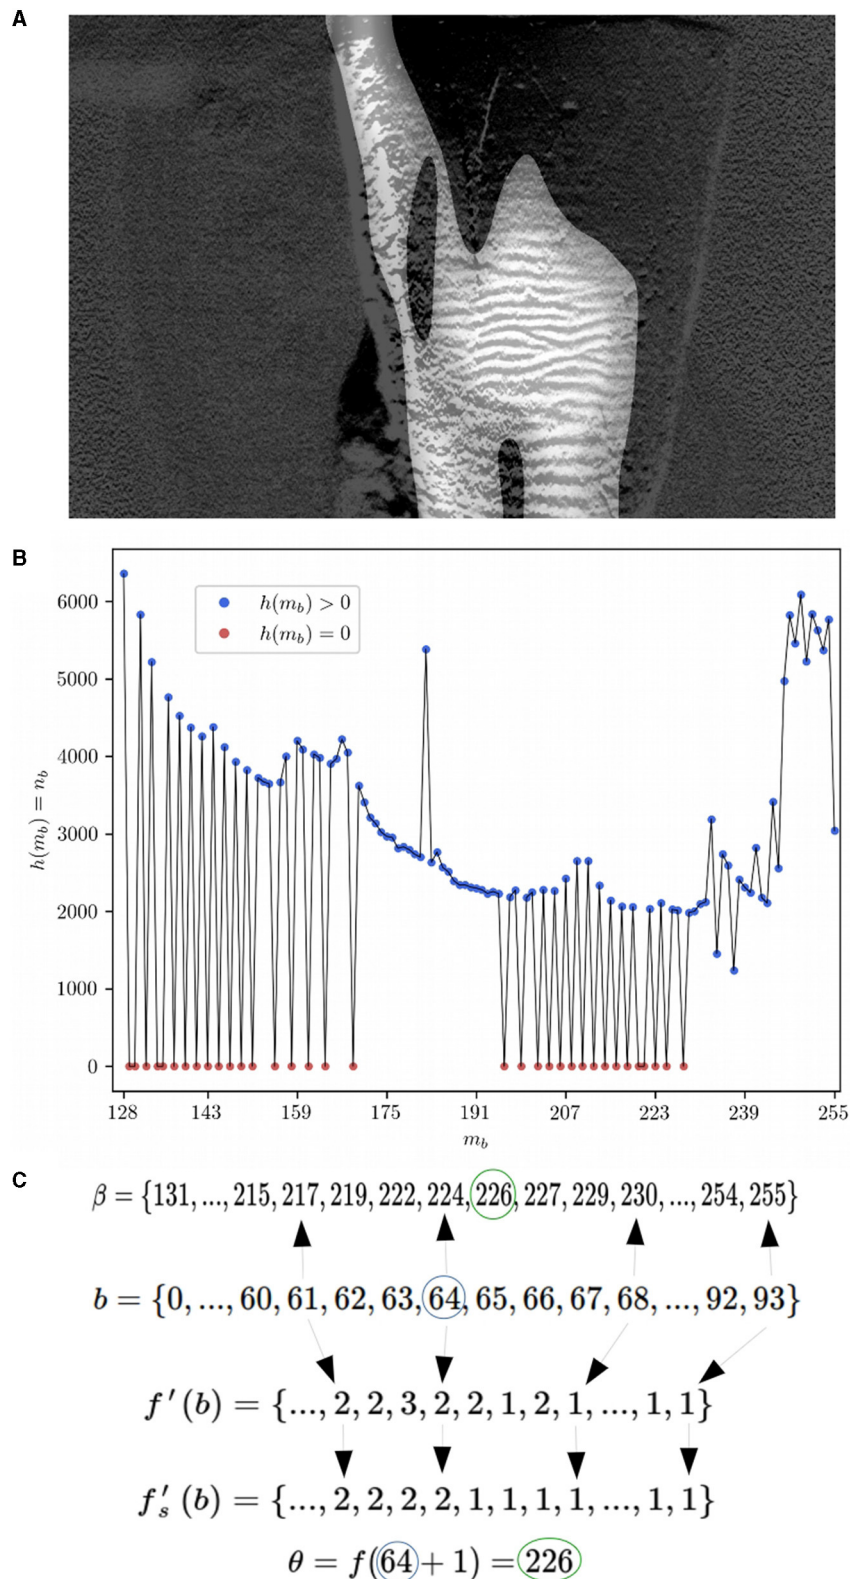 A
B
h(m_b) > 0
h(m_b) = 0
6000
5000
4000
3000
2000
1000
0
h(m_b) = n_b
128 143 159 175 191 207 223 239 255
m_b
C
β = {131, ..., 215, 217, 219, 222, 224, 226, 227, 229, 230, ..., 254, 255}
b = {0, ..., 60, 61, 62, 63, 64, 65, 66, 67, 68, ..., 92, 93}
f′(b) = {..., 2, 2, 3, 2, 2, 1, 2, 1, ..., 1, 1}
f′_s(b) = {..., 2, 2, 2, 2, 1, 1, 1, 1, ..., 1, 1}
θ = f(64 + 1) = 226